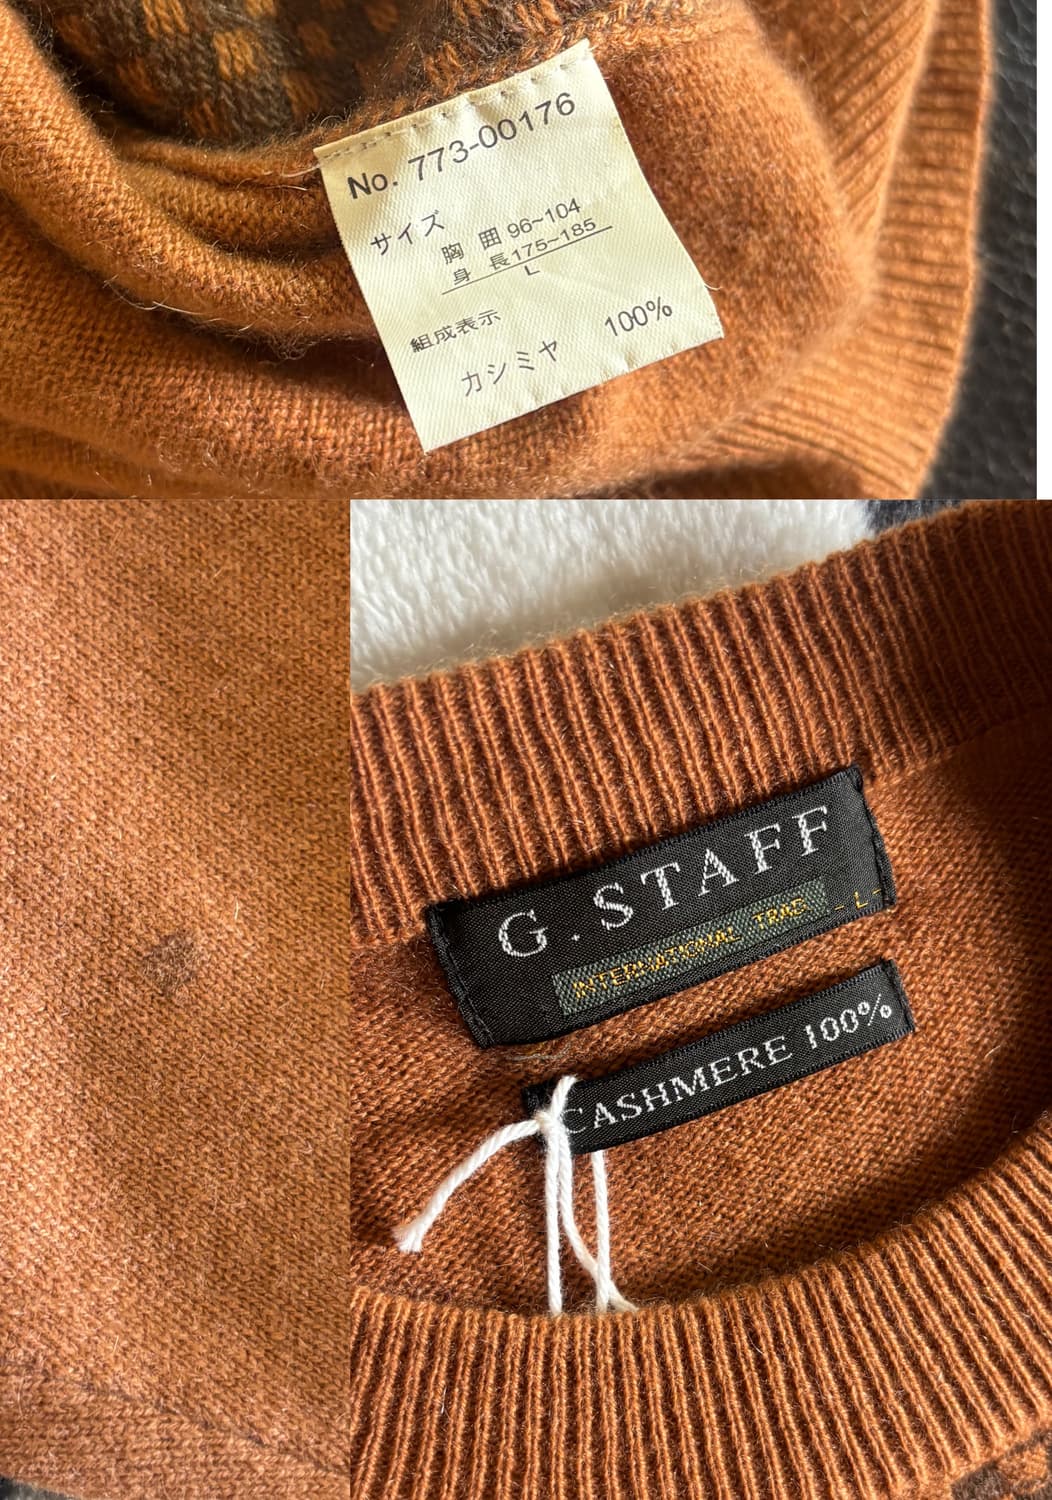 No. 773-00176
サイズ
胸 囲 96~104
身 長 175~185
L
組成表示
カシミヤ 100%
G.STAFF
INTERNATIONAL TRAD. -L-
CASHMERE 100%